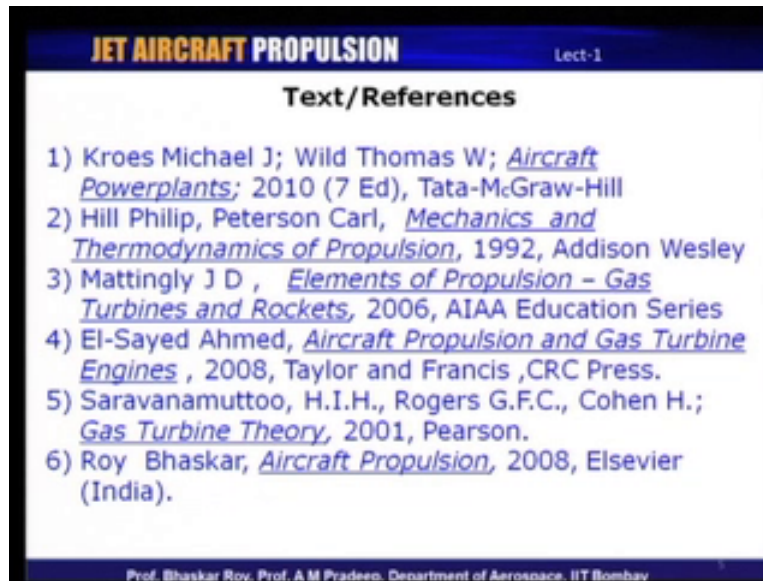 JET AIRCRAFT PROPULSION Lect-1
Text/References
1) Kroes Michael J; Wild Thomas W; Aircraft
Powerplants; 2010 (7 Ed), Tata-McGraw-Hill
2) Hill Philip, Peterson Carl, Mechanics and
Thermodynamics of Propulsion, 1992, Addison Wesley
3) Mattingly J D , Elements of Propulsion – Gas
Turbines and Rockets, 2006, AIAA Education Series
4) El-Sayed Ahmed, Aircraft Propulsion and Gas Turbine
Engines , 2008, Taylor and Francis ,CRC Press.
5) Saravanamuttoo, H.I.H., Rogers G.F.C., Cohen H.;
Gas Turbine Theory, 2001, Pearson.
6) Roy Bhaskar, Aircraft Propulsion, 2008, Elsevier
(India).
Prof. Bhaskar Roy, Prof. A M Pradeep, Department of Aerospace, IIT Bombay
5